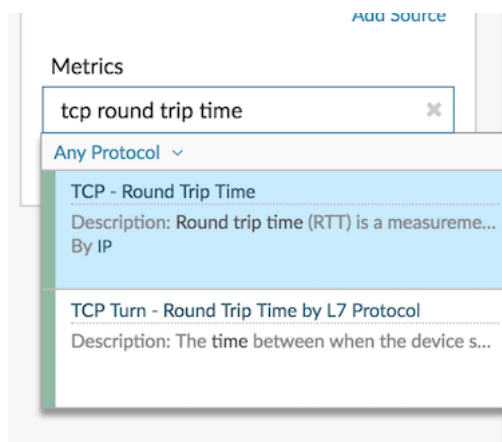 Add Source
Metrics
tcp round trip time
Any Protocol
TCP - Round Trip Time
Description: Round trip time (RTT) is a measureme...
By IP
TCP Turn - Round Trip Time by L7 Protocol
Description: The time between when the device s...